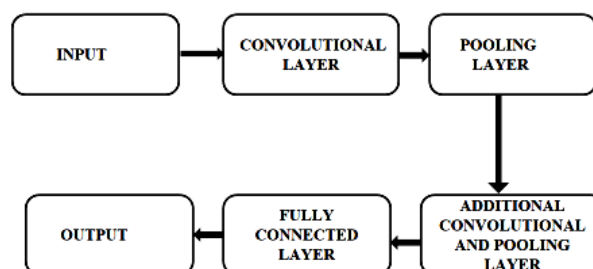 INPUT
CONVOLUTIONAL
LAYER
POOLING
LAYER
ADDITIONAL
CONVOLUTIONAL
AND POOLING
LAYER
FULLY
CONNECTED
LAYER
OUTPUT